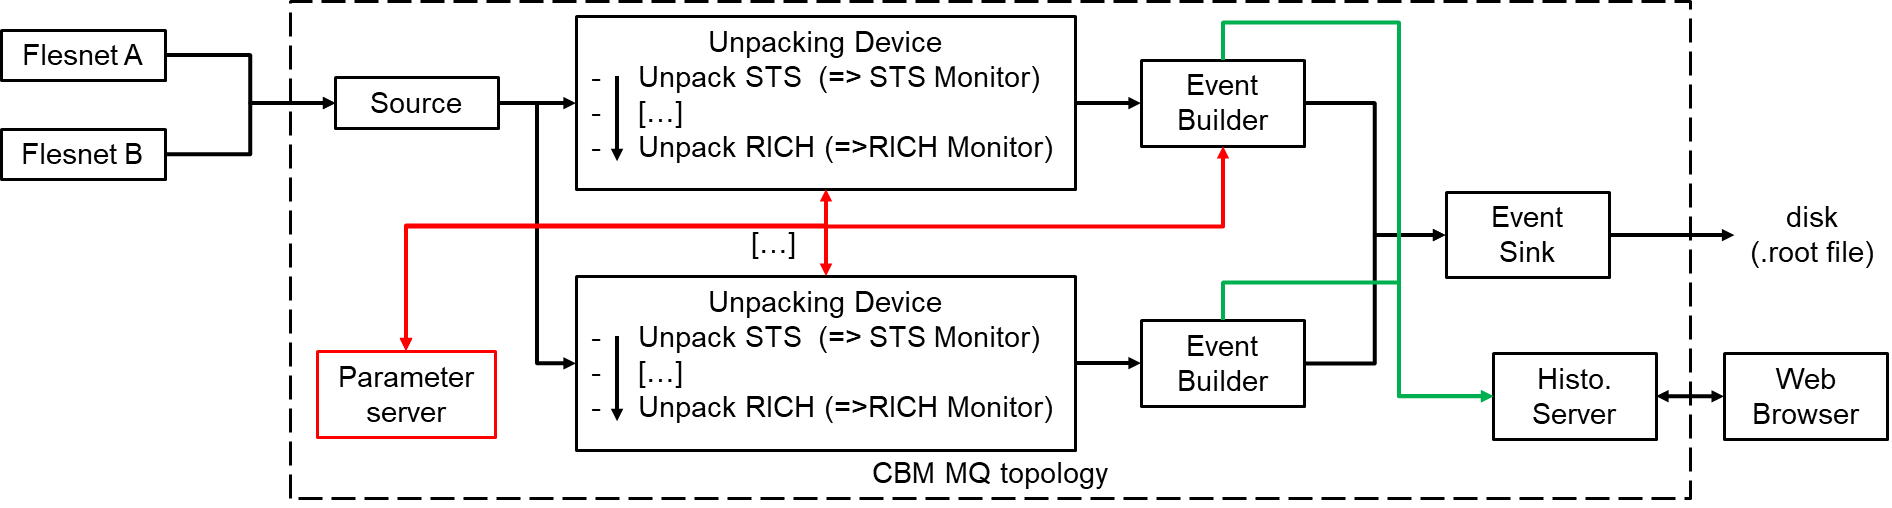 Flesnet A
Flesnet B
Source
Unpacking Device
- Unpack STS (=> STS Monitor)
- […]
- Unpack RICH (=>RICH Monitor)
Event
Builder
[…]
Parameter
server
Unpacking Device
- Unpack STS (=> STS Monitor)
- […]
- Unpack RICH (=>RICH Monitor)
Event
Builder
Event
Sink
disk
(.root file)
Histo.
Server
Web
Browser
CBM MQ topology